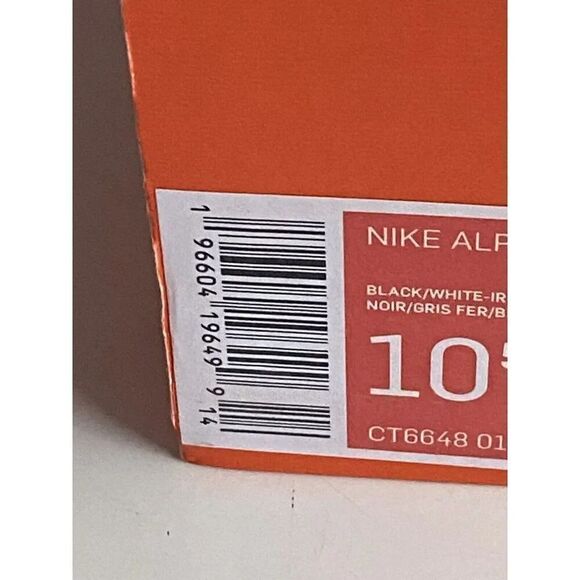 1 96604 19649 9 14
NIKE ALP
BLACK/WHITE-IR
NOIR/GRIS FER/B
10
CT6648 01